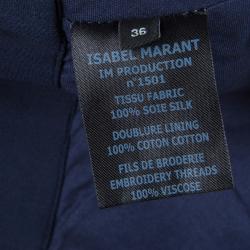 36
ISABEL MARANT
IM PRODUCTION
n°1501
TISSU FABRIC
100% SOIE SILK
DOUBLURE LINING
100% COTON COTTON
FILS DE BRODERIE
EMBROIDERY THREADS
100% VISCOSE